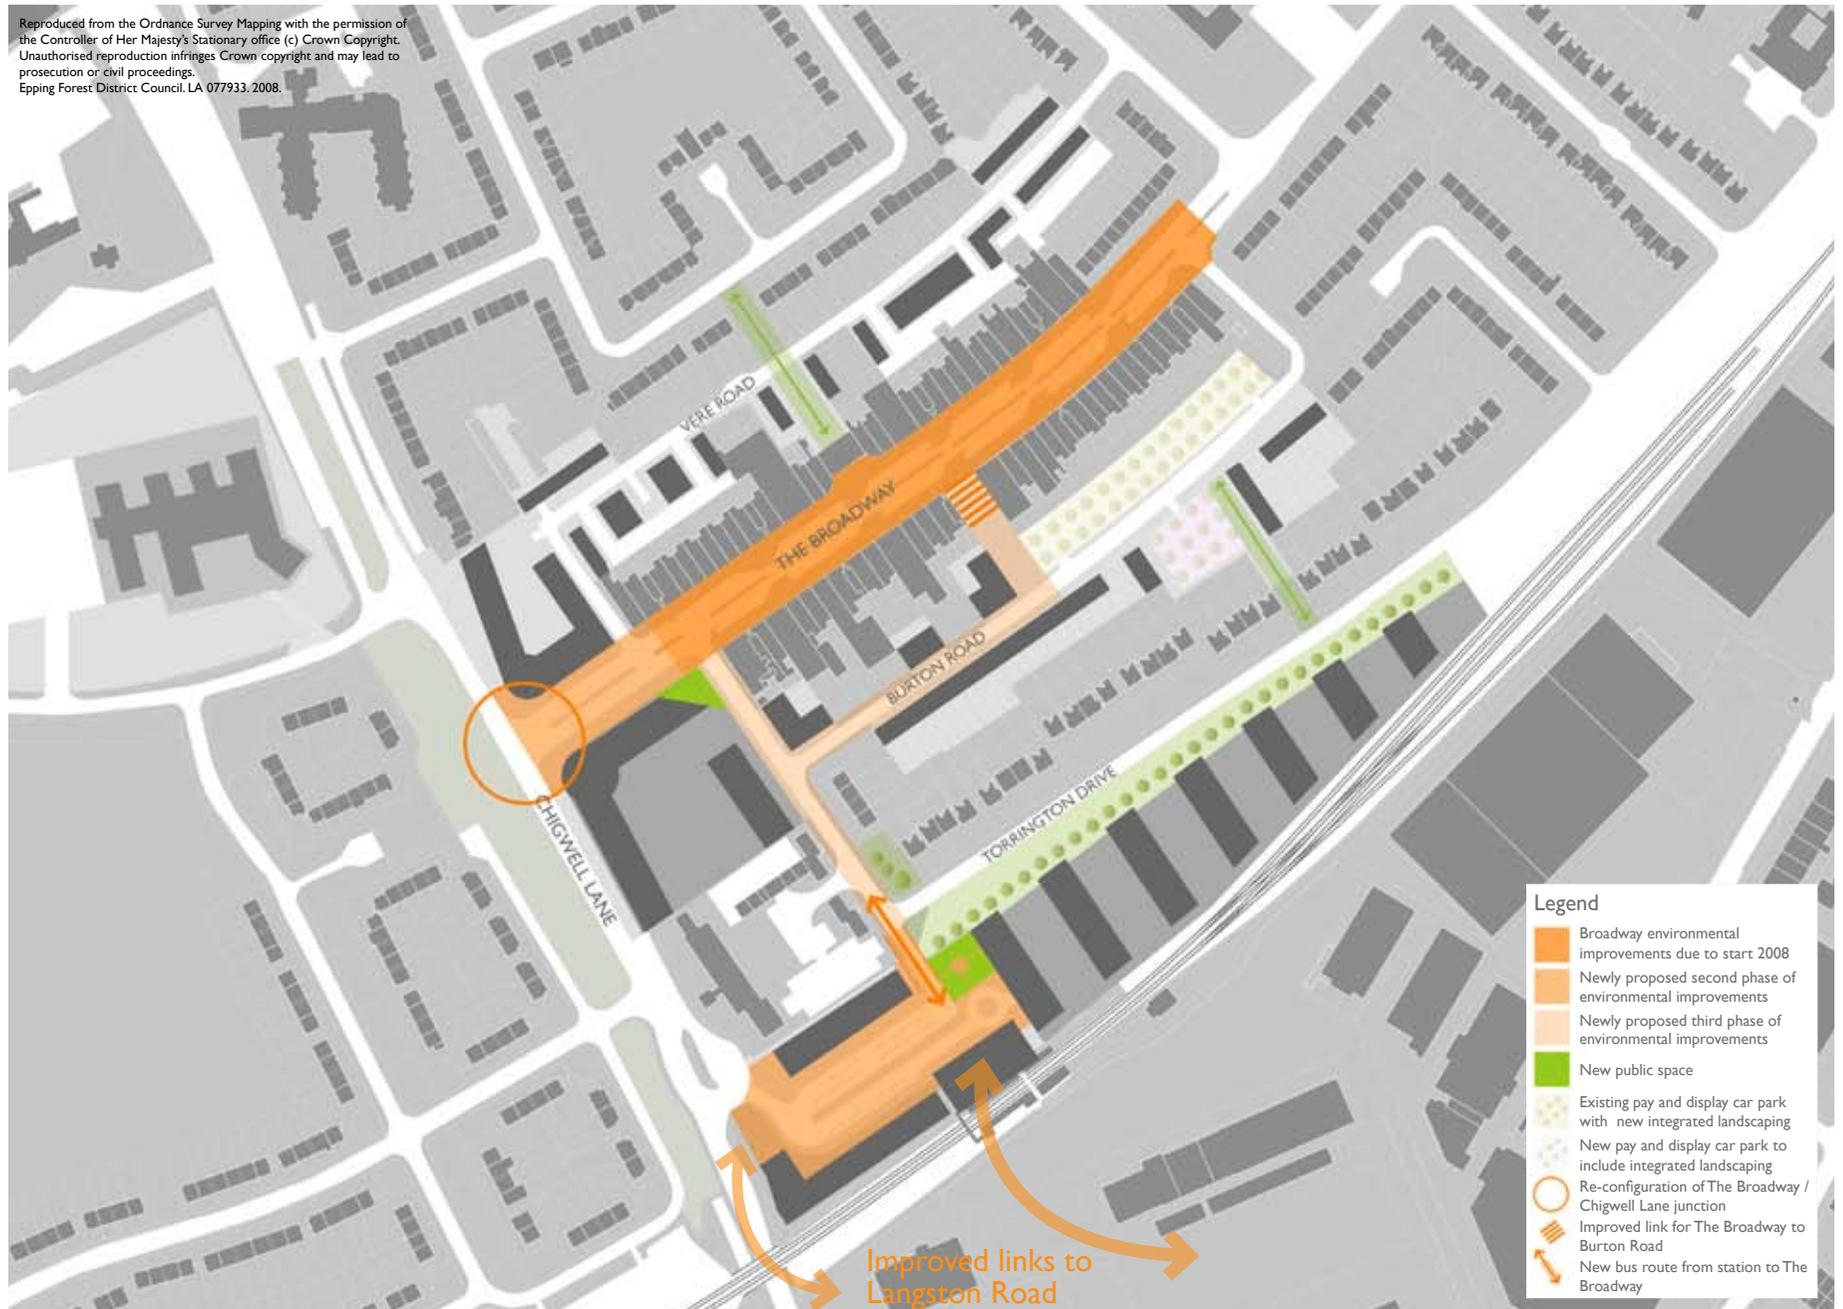 Reproduced from the Ordnance Survey Mapping with the permission of
the Controller of Her Majesty's Stationary office (c) Crown Copyright.
Unauthorised reproduction infringes Crown copyright and may lead to
prosecution or civil proceedings.
Epping Forest District Council. LA 077933. 2008.
VERE ROAD
THE BROADWAY
BURTON ROAD
TORRINGTON DRIVE
CHIGWELL LANE
Improved links to
Langston Road
Legend
Broadway environmental
improvements due to start 2008
Newly proposed second phase of
environmental improvements
Newly proposed third phase of
environmental improvements
New public space
Existing pay and display car park
with new integrated landscaping
New pay and display car park to
include integrated landscaping
Re-configuration of The Broadway /
Chigwell Lane junction
Improved link for The Broadway to
Burton Road
New bus route from station to The
Broadway